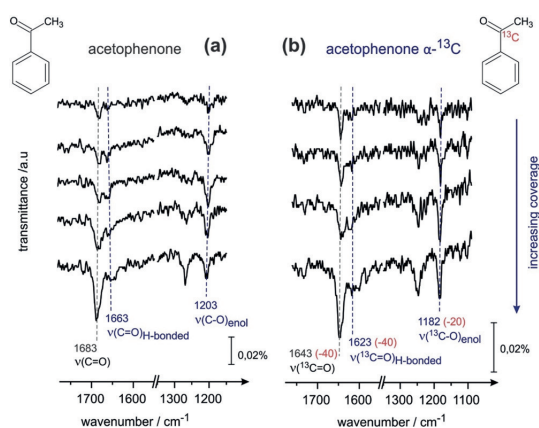 O
CH₃
acetophenone
(a)
(b)
acetophenone α-¹³C
O
CH₃
¹³C
transmittance /a.u
increasing coverage
1203
ν(C-O)enol
1663
ν(C=O)H-bonded
1683
ν(C=O)
0,02%
1182 (-20)
ν(¹³C-O)enol
1623 (-40)
ν(¹³C=O)H-bonded
1643 (-40)
ν(¹³C=O)
0,02%
1700 1600 1300 1200
1700 1600 1300 1200 1100
wavenumber / cm⁻¹
wavenumber / cm⁻¹